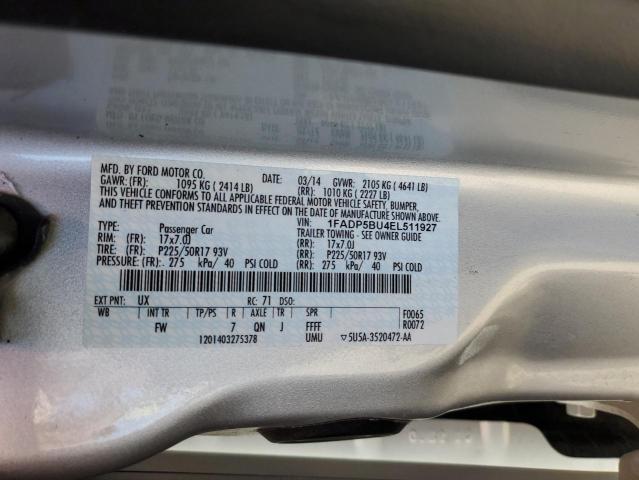 MFD. BY FORD MOTOR CO. DATE: 03/14 GVWR: 2105 KG ( 4641 LB)
GAWR: (FR): 1095 KG ( 2414 LB) (RR): 1010 KG ( 2227 LB)
THIS VEHICLE CONFORMS TO ALL APPLICABLE FEDERAL MOTOR VEHICLE SAFETY, BUMPER,
AND THEFT PREVENTION STANDARDS IN EFFECT ON THE DATE OF MANUFACTURE SHOWN ABOVE.
VIN: 1FADP5BU4EL511927
TYPE: Passenger Car TRAILER TOWING - SEE OWNER GUIDE
RIM: (FR): 17x7.0J (RR): 17x7.0J
TIRE: (FR): P225/50R17 93V (RR): P225/50R17 93V
PRESSURE: (FR): 275 kPa/ 40 PSI COLD (RR): 275 kPa/ 40 PSI COLD
EXT PNT: UX RC: 71 DSO:
WB INT TR TP/PS R AXLE TR SPR F0065
FW 7 QN J FFFF R0072
1201403275378 UMU ▽5U5A-3520472-AA